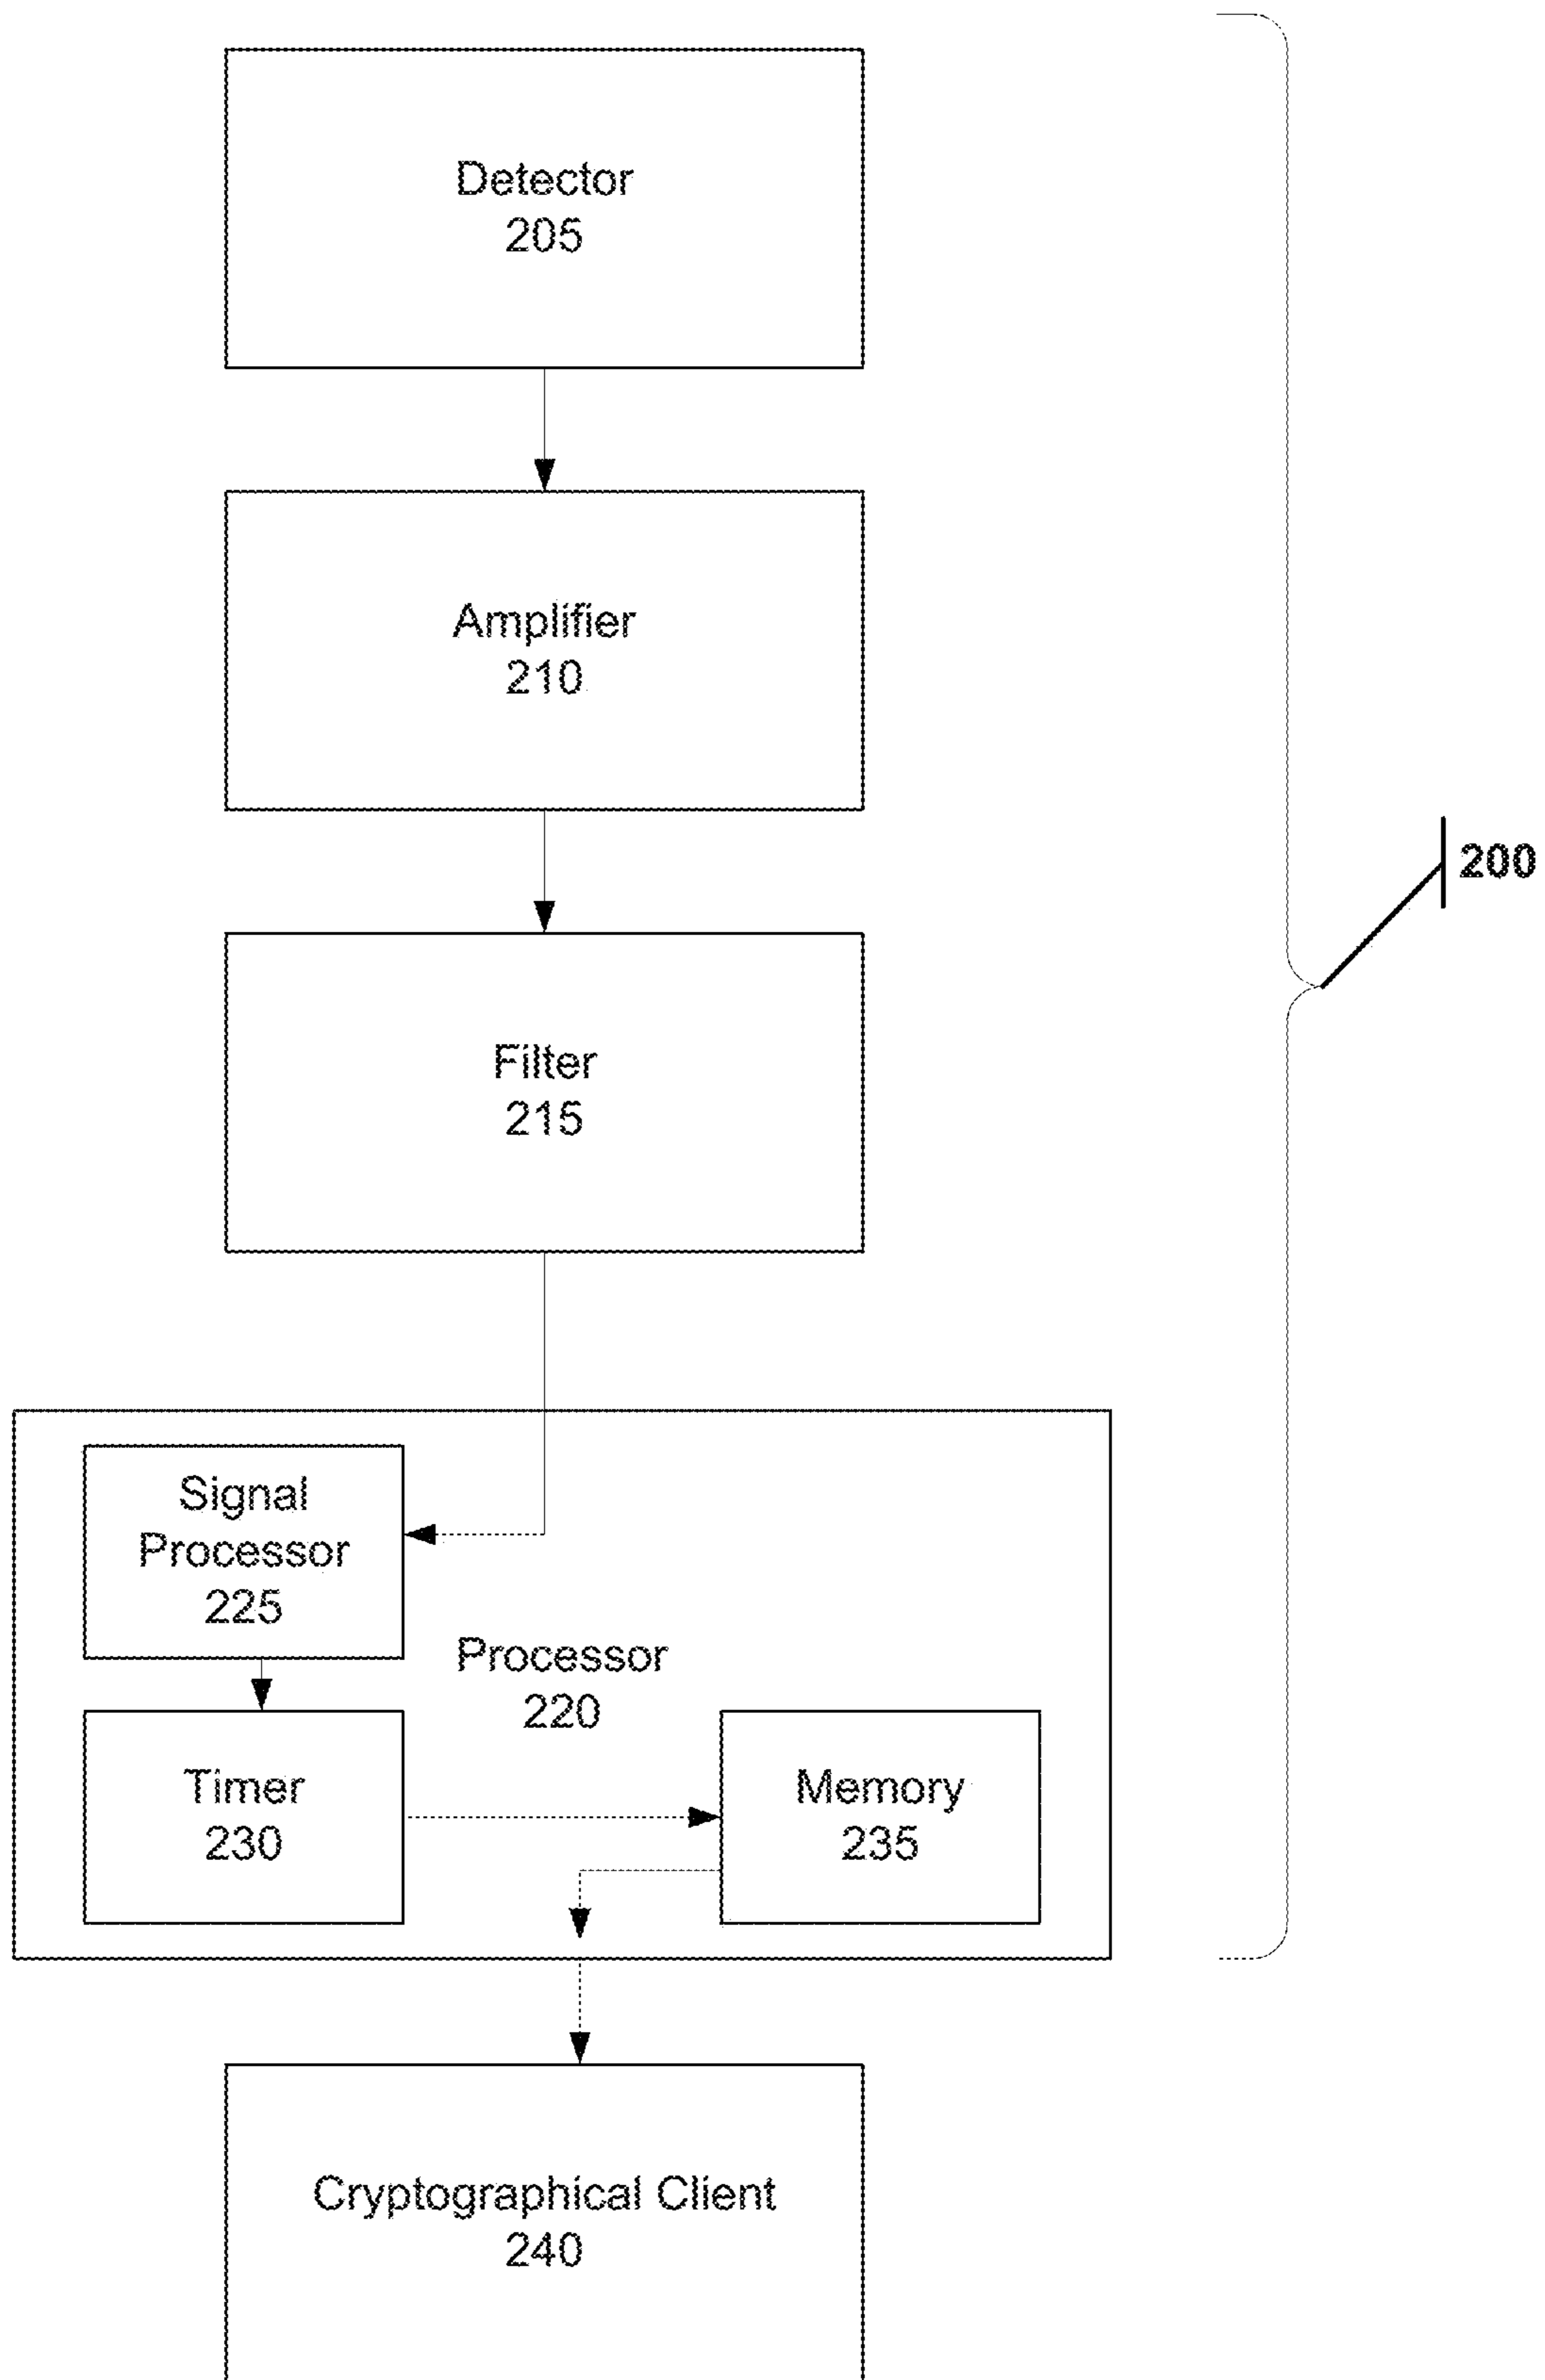 Detector
205
Amplifier
210
200
Filter
215
Signal
Processor
225
Processor
220
Timer
230
Memory
235
Cryptographical Client
240